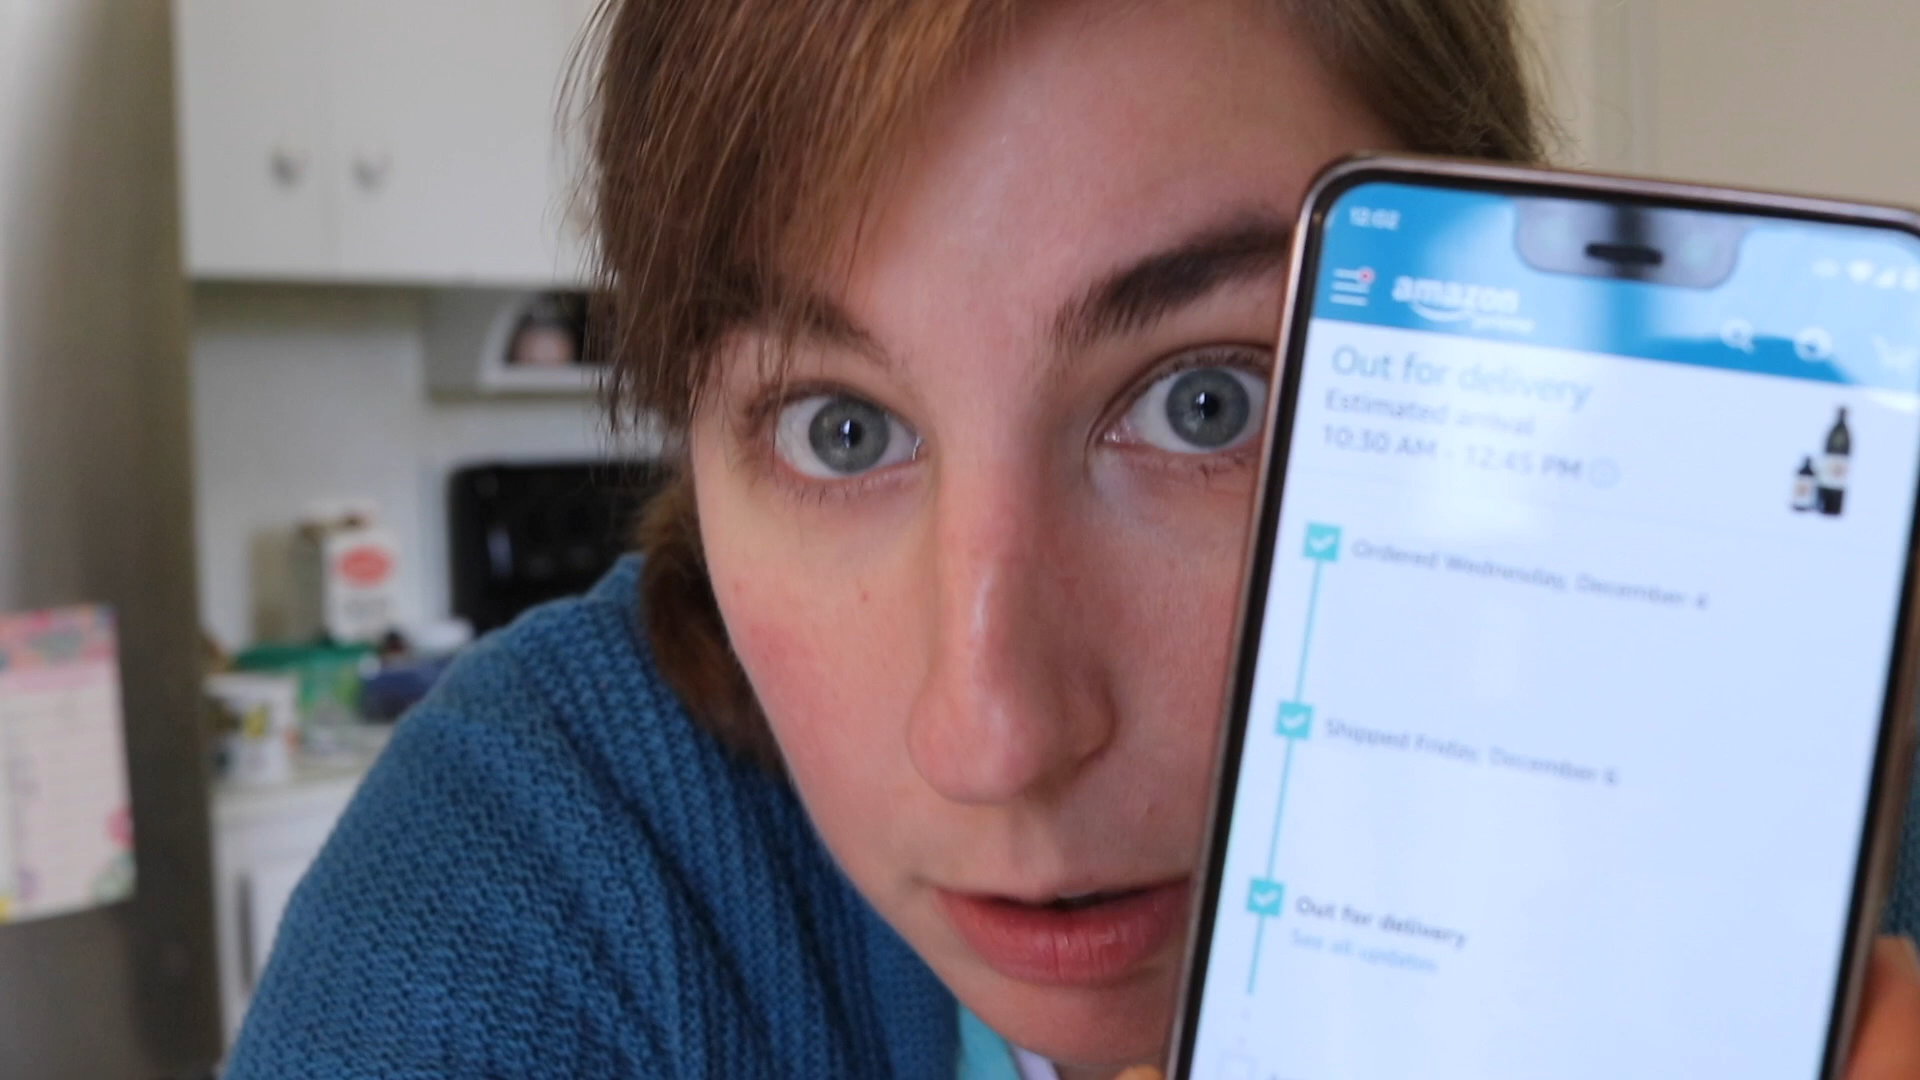 12:02
amazon
prime
Out for delivery
Estimated arrival
10:30 AM - 12:45 PM
Ordered Wednesday, December 4
Shipped Friday, December 6
Out for delivery
See all updates